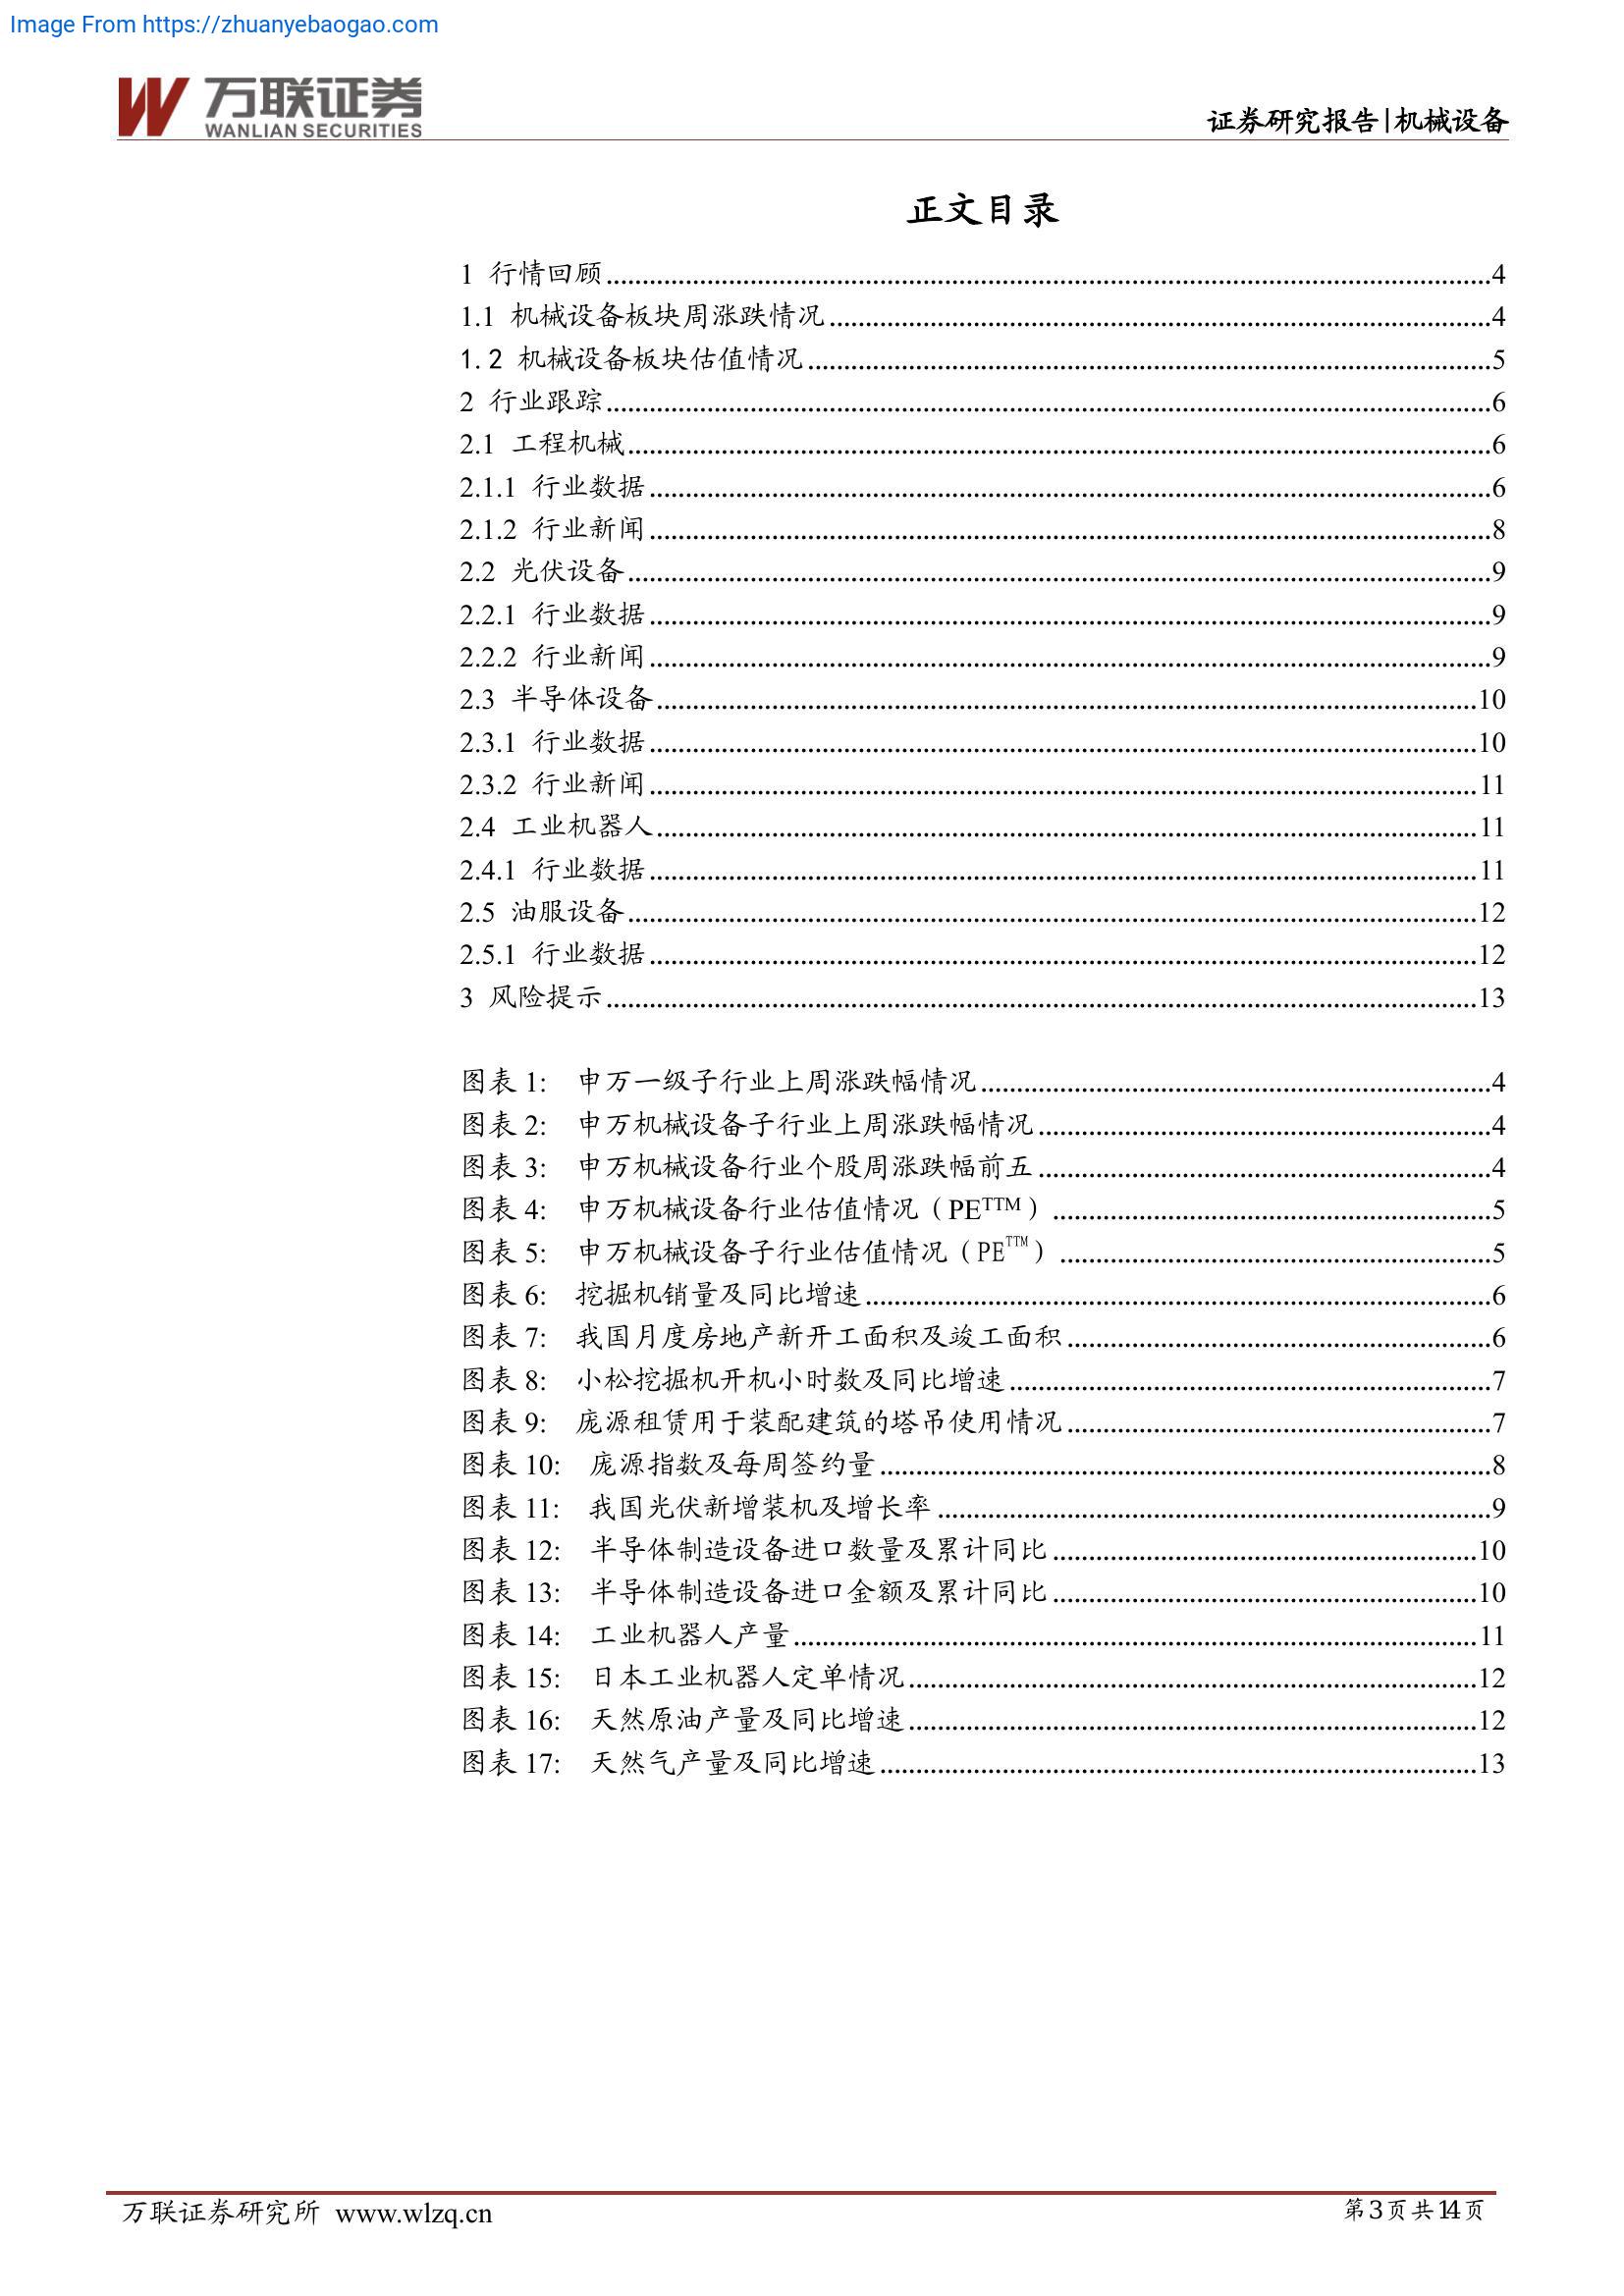 Image From https://zhuanyebaogao.com
万联证券
WANLIAN SECURITIES
证券研究报告|机械设备
正文目录
1 行情回顾........4
1.1 机械设备板块周涨跌情况........4
1.2 机械设备板块估值情况........5
2 行业跟踪........6
2.1 工程机械........6
2.1.1 行业数据........6
2.1.2 行业新闻........8
2.2 光伏设备........9
2.2.1 行业数据........9
2.2.2 行业新闻........9
2.3 半导体设备........10
2.3.1 行业数据........10
2.3.2 行业新闻........11
2.4 工业机器人........11
2.4.1 行业数据........11
2.5 油服设备........12
2.5.1 行业数据........12
3 风险提示........13
图表 1: 申万一级子行业上周涨跌幅情况........4
图表 2: 申万机械设备子行业上周涨跌幅情况........4
图表 3: 申万机械设备行业个股周涨跌幅前五........4
图表 4: 申万机械设备行业估值情况（PETTM）........5
图表 5: 申万机械设备子行业估值情况（PETTM）........5
图表 6: 挖掘机销量及同比增速........6
图表 7: 我国月度房地产新开工面积及竣工面积........6
图表 8: 小松挖掘机开机小时数及同比增速........7
图表 9: 庞源租赁用于装配建筑的塔吊使用情况........7
图表 10: 庞源指数及每周签约量........8
图表 11: 我国光伏新增装机及增长率........9
图表 12: 半导体制造设备进口数量及累计同比........10
图表 13: 半导体制造设备进口金额及累计同比........10
图表 14: 工业机器人产量........11
图表 15: 日本工业机器人定单情况........12
图表 16: 天然原油产量及同比增速........12
图表 17: 天然气产量及同比增速........13
万联证券研究所 www.wlzq.cn
第3页共14页